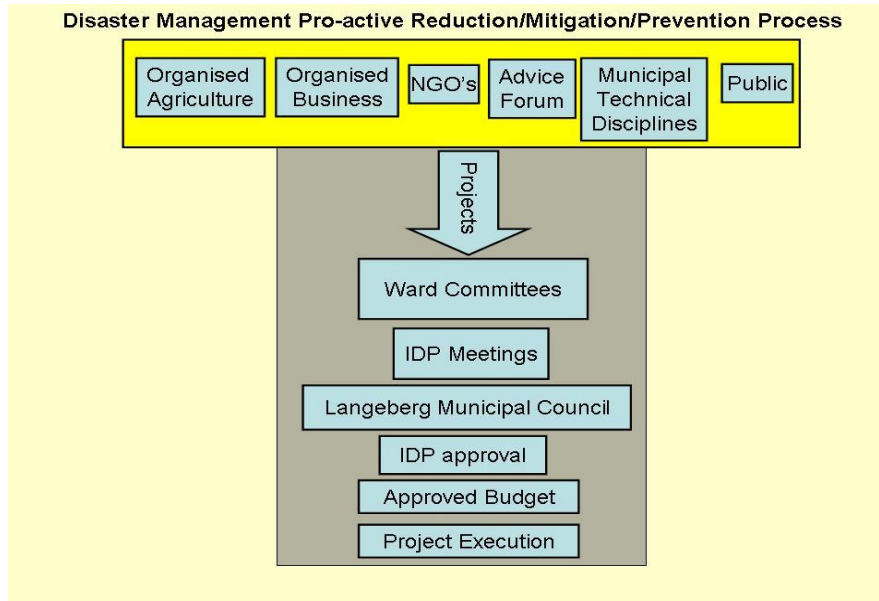 Disaster Management Pro-active Reduction/Mitigation/Prevention Process
Organised
Agriculture
Organised
Business
NGO's
Advice
Forum
Municipal
Technical
Disciplines
Public
Projects
Ward Committees
IDP Meetings
Langeberg Municipal Council
IDP approval
Approved Budget
Project Execution